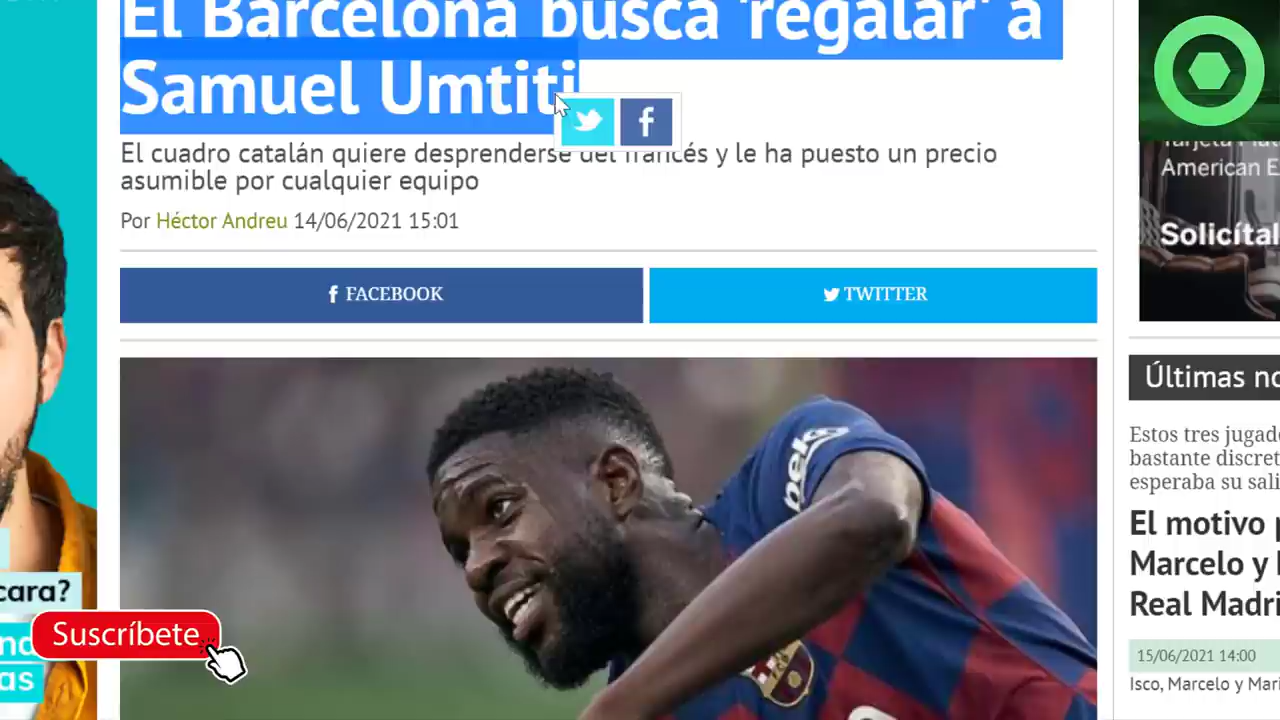 El Barcelona busca 'regalar' a
Samuel Umtiti
El cuadro catalán quiere desprenderse del francés y le ha puesto un precio
asumible por cualquier equipo
Por Héctor Andreu 14/06/2021 15:01
f FACEBOOK
TWITTER
beko
American E
Solicítal
Últimas no
Estos tres jugado
bastante discret
esperaba su sali
El motivo p
Marcelo y
Real Madri
15/06/2021 14:00
Isco, Marcelo y Mari
cara?
as
Suscríbete